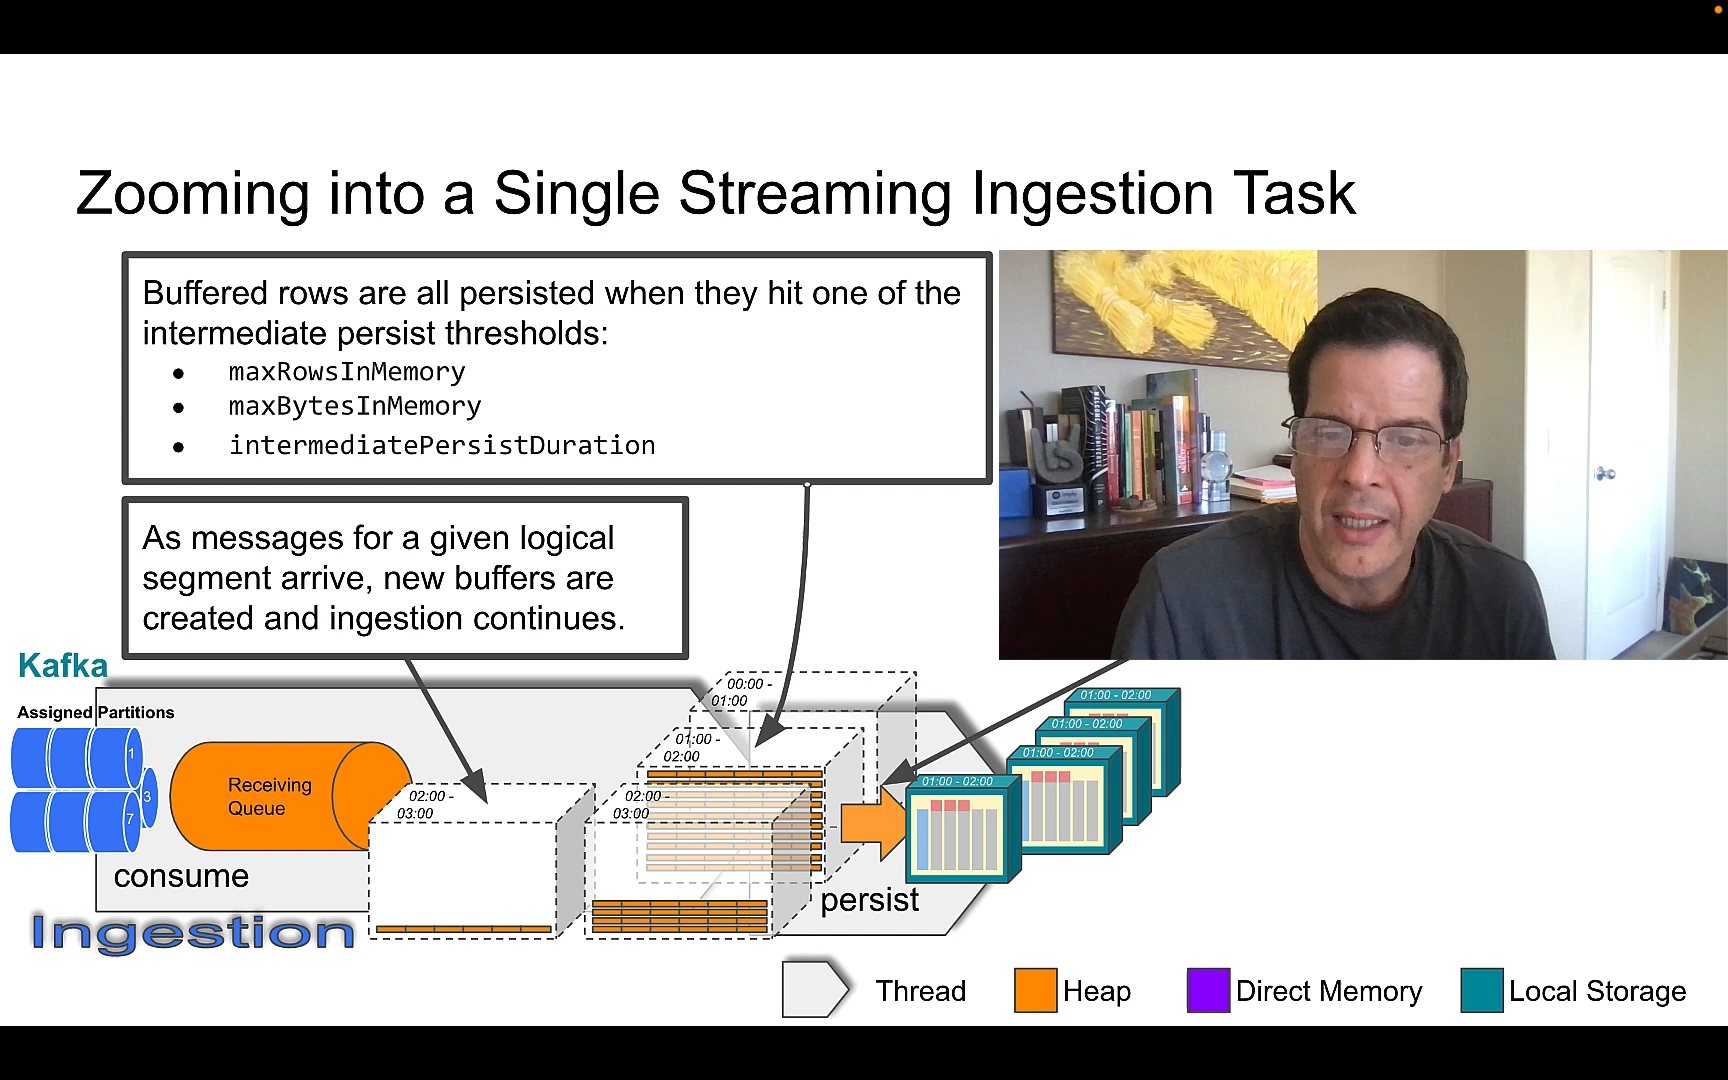 Zooming into a Single Streaming Ingestion Task
Buffered rows are all persisted when they hit one of the
intermediate persist thresholds:
● maxRowsInMemory
● maxBytesInMemory
● intermediatePersistDuration
As messages for a given logical
segment arrive, new buffers are
created and ingestion continues.
Kafka
Assigned Partitions
1
3
7
Receiving
Queue
consume
Ingestion
02:00 -
03:00
02:00 -
03:00
01:00 -
02:00
00:00 -
01:00
persist
01:00 - 02:00
01:00 - 02:00
01:00 - 02:00
01:00 - 02:00
Thread
Heap
Direct Memory
Local Storage